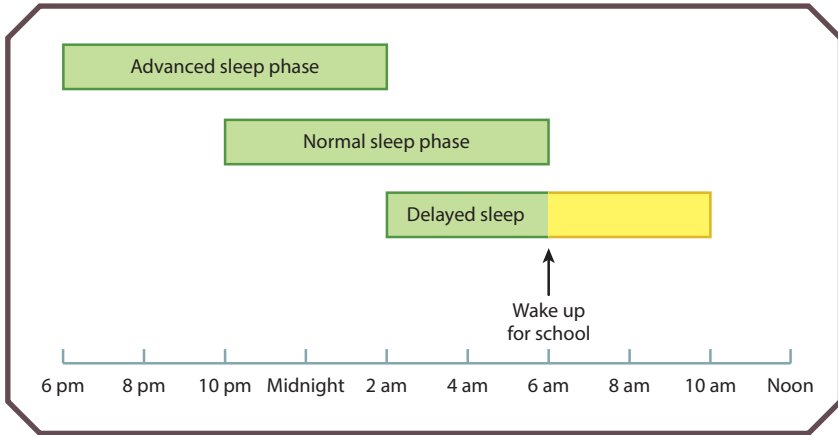 Advanced sleep phase
Normal sleep phase
Delayed sleep
Wake up
for school
6 pm 8 pm 10 pm Midnight 2 am 4 am 6 am 8 am 10 am Noon